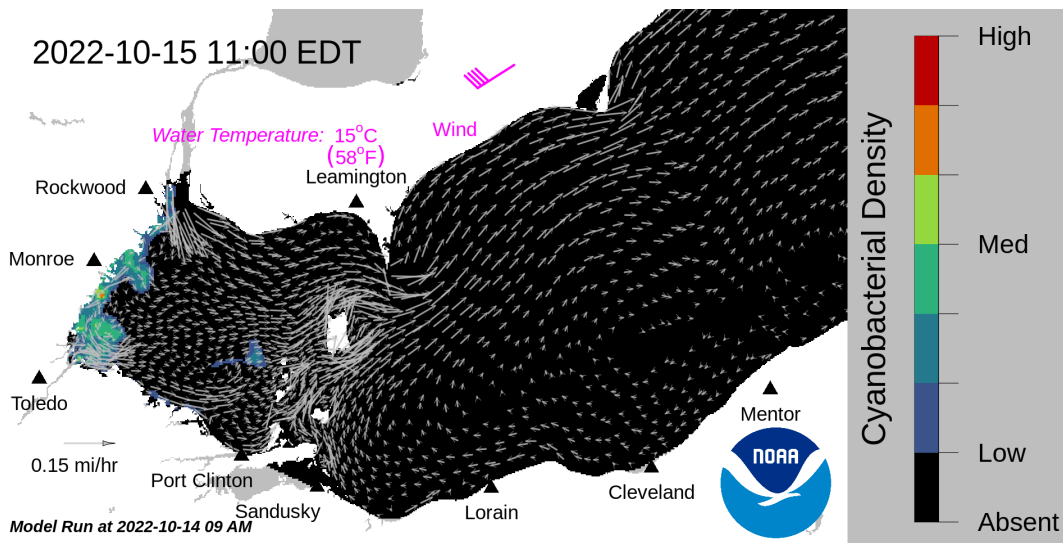 2022-10-15 11:00 EDT
Water Temperature: 15°C
(58°F)
Wind
Leamington
Rockwood
Monroe
Toledo
0.15 mi/hr
Port Clinton
Sandusky
Lorain
Cleveland
Mentor
NOAA
Model Run at 2022-10-14 09 AM
Cyanobacterial Density
High
Med
Low
Absent